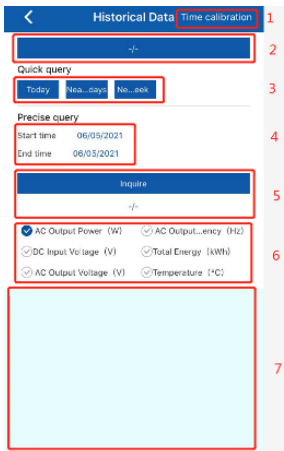 Historical Data Time calibration 1
-/- 2
Quick query
Today Nea...days Ne...eek 3
Precise query
Start time 06/05/2021 4
End time 06/05/2021
Inquire 5
-/-
AC Output Power (W) AC Output...ency (Hz)
DC Input Voltage (V) Total Energy (kWh) 6
AC Output Voltage (V) Temperature (°C)
7